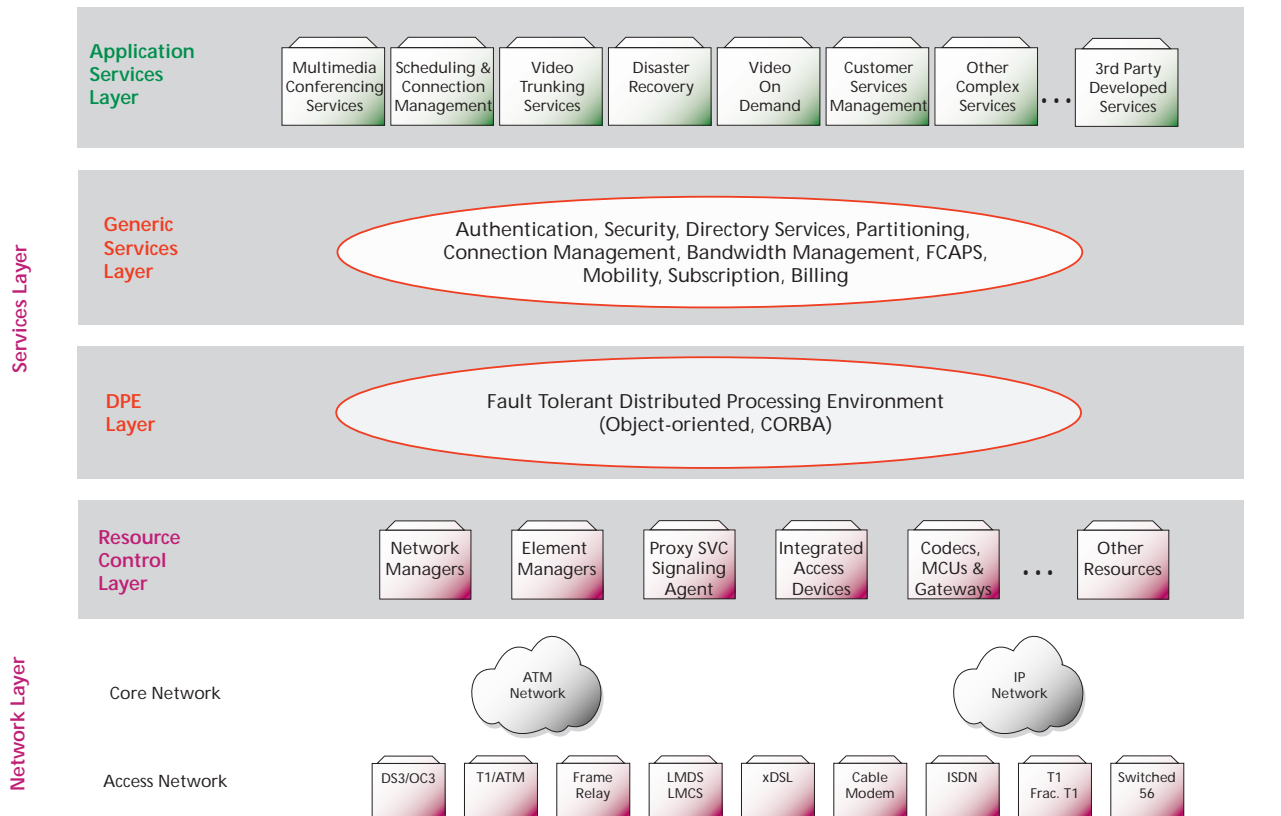 Application
Services
Layer
Multimedia
Conferencing
Services
Scheduling &
Connection
Management
Video
Trunking
Services
Disaster
Recovery
Video
On
Demand
Customer
Services
Management
Other
Complex
Services
...
3rd Party
Developed
Services
Services Layer
Generic
Services
Layer
Authentication, Security, Directory Services, Partitioning,
Connection Management, Bandwidth Management, FCAPS,
Mobility, Subscription, Billing
DPE
Layer
Fault Tolerant Distributed Processing Environment
(Object-oriented, CORBA)
Resource
Control
Layer
Network
Managers
Element
Managers
Proxy SVC
Signaling
Agent
Integrated
Access
Devices
Codecs,
MCUs &
Gateways
...
Other
Resources
Network Layer
Core Network
ATM
Network
IP
Network
Access Network
DS3/OC3
T1/ATM
Frame
Relay
LMDS
LMCS
xDSL
Cable
Modem
ISDN
T1
Frac. T1
Switched
56